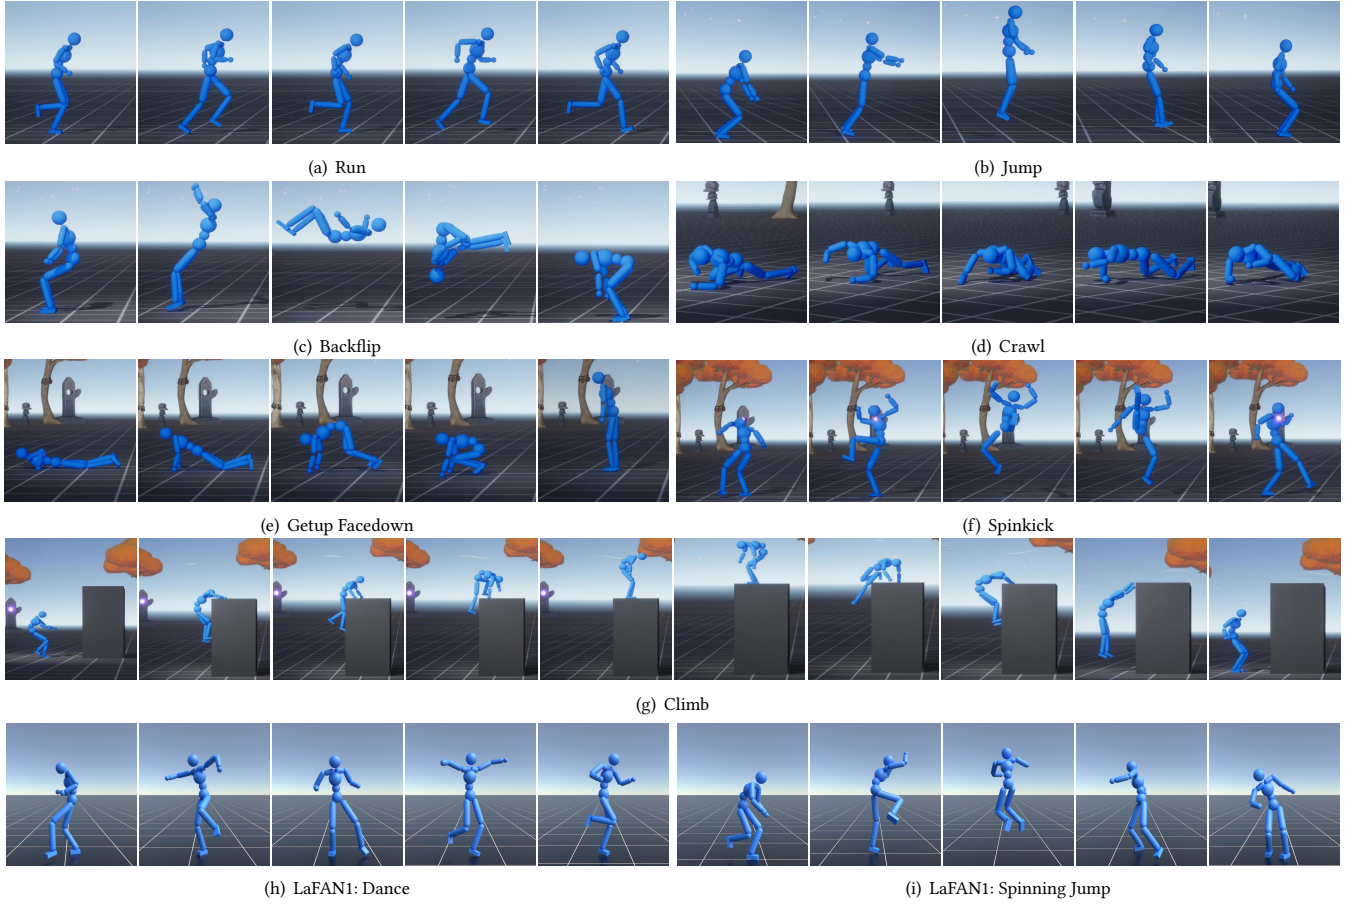 (a) Run
(b) Jump
(c) Backflip
(d) Crawl
(e) Getup Facedown
(f) Spinkick
(g) Climb
(h) LaFAN1: Dance
(i) LaFAN1: Spinning Jump